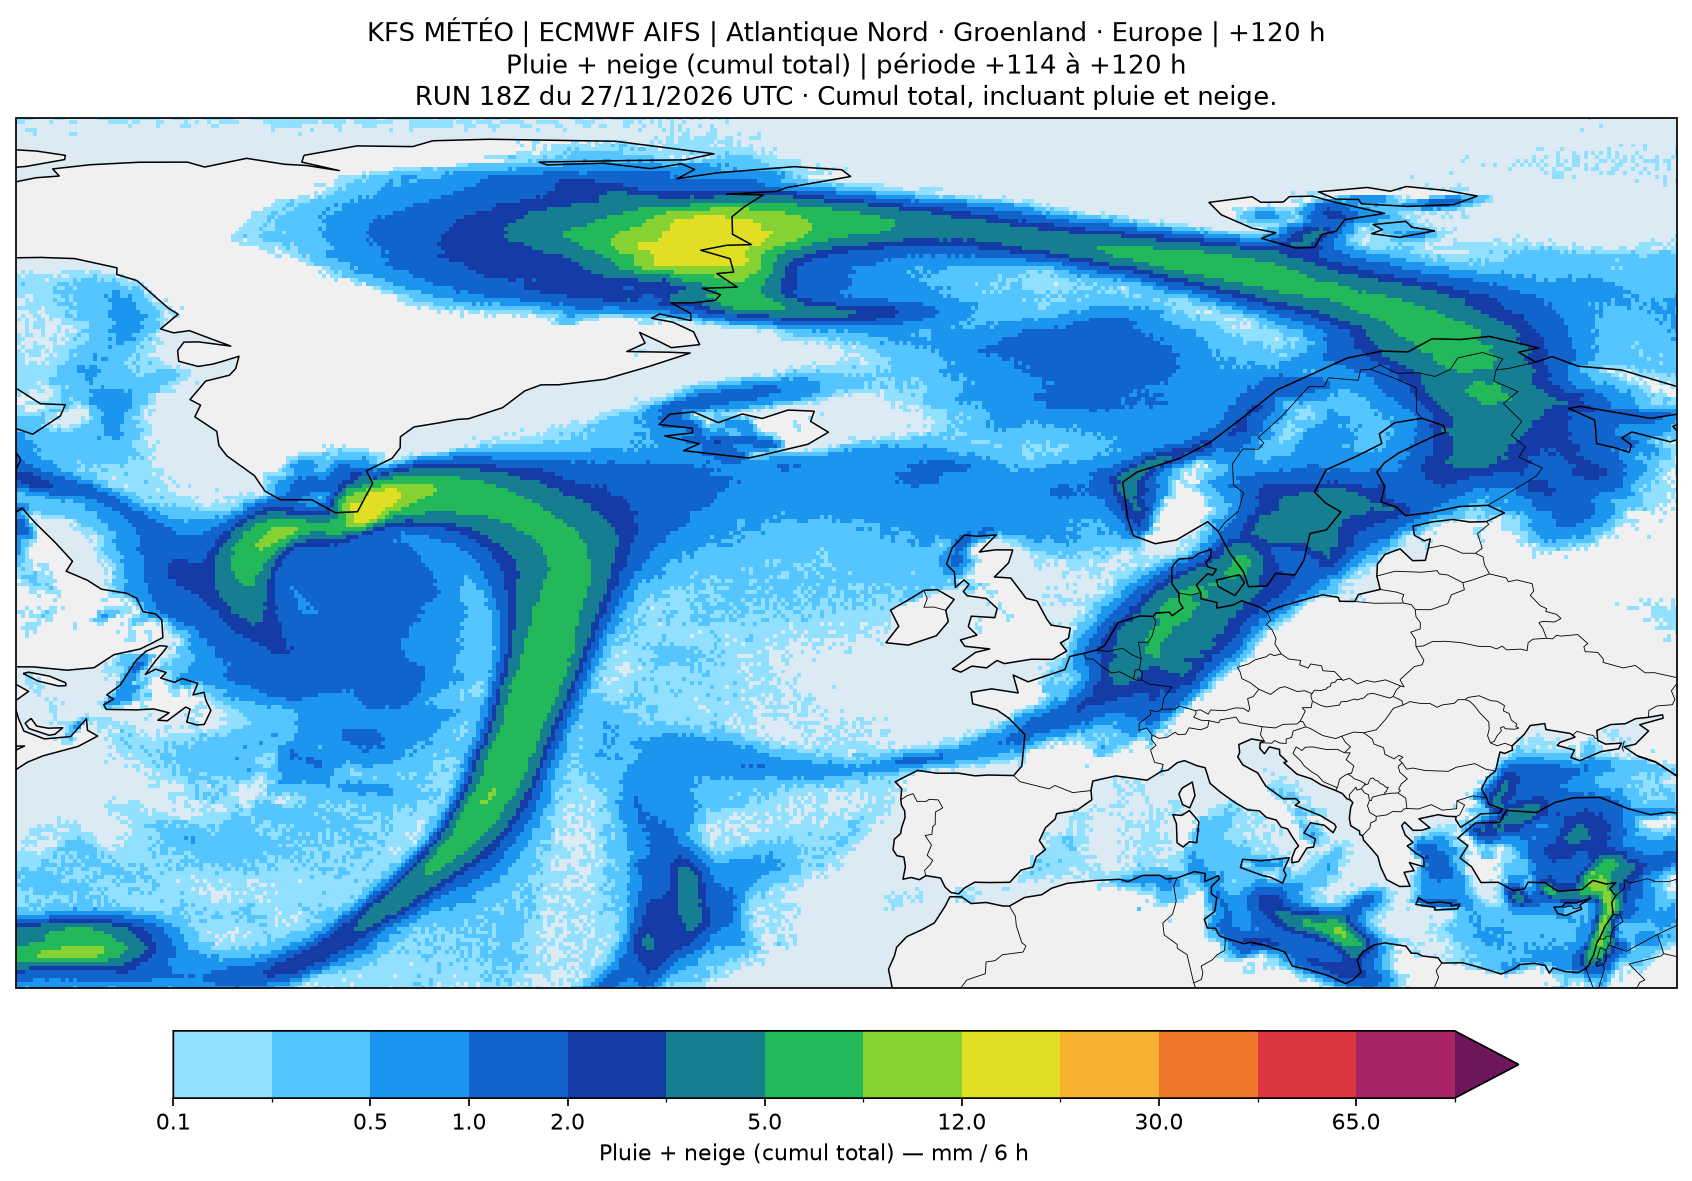 KFS MÉTÉO | ECMWF AIFS | Atlantique Nord · Groenland · Europe | +120 h
Pluie + neige (cumul total) | période +114 à +120 h
RUN 18Z du 27/11/2026 UTC · Cumul total, incluant pluie et neige.
0.1 0.5 1.0 2.0 5.0 12.0 30.0 65.0
Pluie + neige (cumul total) — mm / 6 h